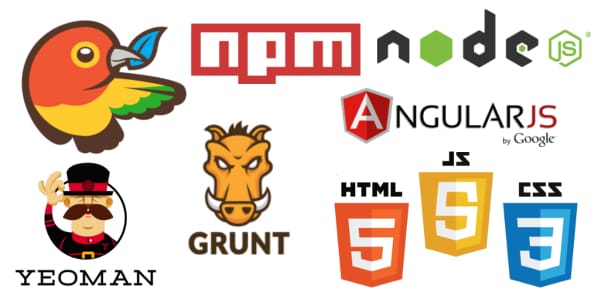 npm
node
JS
ANGULARJS
by Google
GRUNT
YEOMAN
HTML
5
JS
5
CSS
3